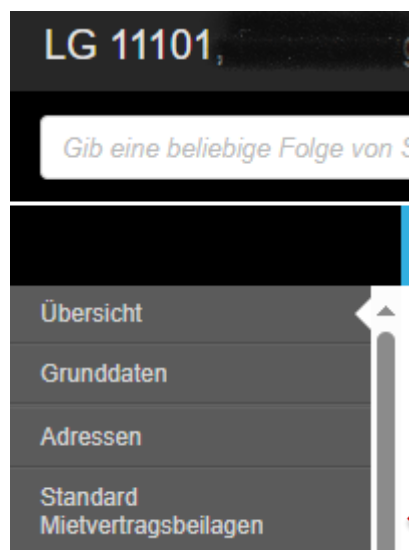 LG 11101,
Gib eine beliebige Folge von
Übersicht
Grunddaten
Adressen
Standard
Mietvertragsbeilagen